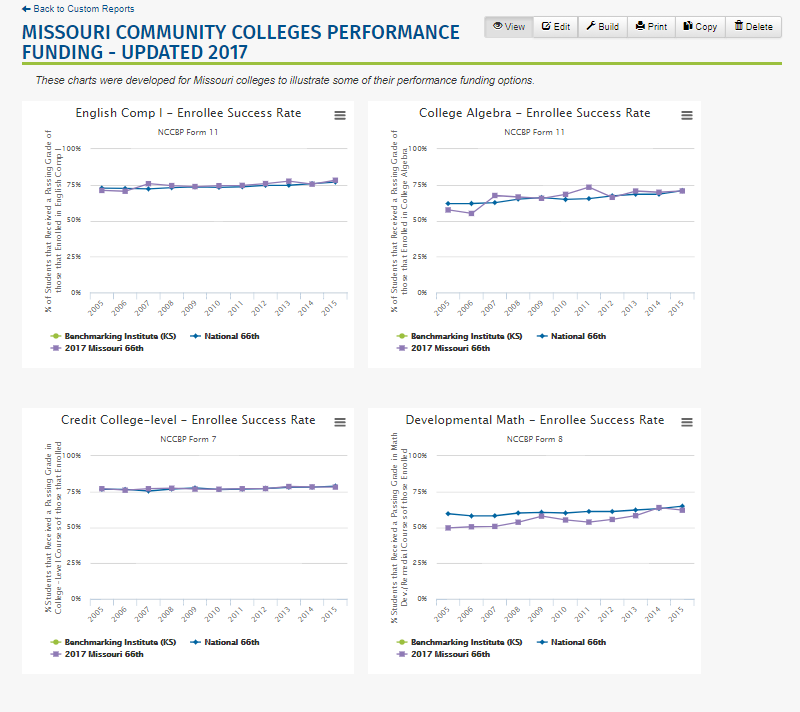 Back to Custom Reports
MISSOURI COMMUNITY COLLEGES PERFORMANCE
FUNDING - UPDATED 2017
View Edit Build Print Copy Delete
These charts were developed for Missouri colleges to illustrate some of their performance funding options.
English Comp I – Enrollee Success Rate
NCCBP Form 11
% of Students that Received a Passing Grade of
those that Enrolled in English Comp I
100%
75%
50%
25%
0%
2005 2006 2007 2008 2009 2010 2011 2012 2013 2014 2015
Benchmarking Institute (KS) National 66th
2017 Missouri 66th
College Algebra – Enrollee Success Rate
NCCBP Form 11
% of Students that Received a Passing Grade of
those that Enrolled in College Algebra
100%
75%
50%
25%
0%
2005 2006 2007 2008 2009 2010 2011 2012 2013 2014 2015
Benchmarking Institute (KS) National 66th
2017 Missouri 66th
Credit College-level – Enrollee Success Rate
NCCBP Form 7
% Students that Received a Passing Grade in
College-Level Courses of those that Enrolled
100%
75%
50%
25%
0%
2005 2006 2007 2008 2009 2010 2011 2012 2013 2014 2015
Benchmarking Institute (KS) National 66th
2017 Missouri 66th
Developmental Math – Enrollee Success Rate
NCCBP Form 8
% Students that Received a Passing Grade in Math
Dev/Remedial Courses of those Enrolled
100%
75%
50%
25%
0%
2005 2006 2007 2008 2009 2010 2011 2012 2013 2014 2015
Benchmarking Institute (KS) National 66th
2017 Missouri 66th